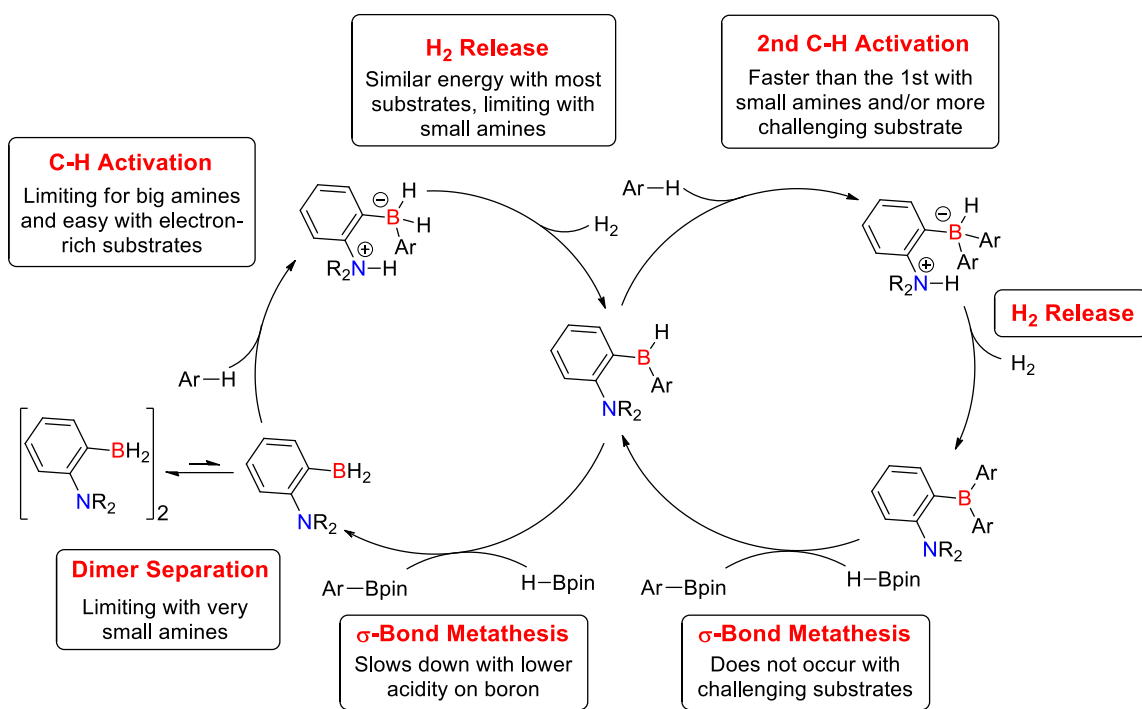 H2 Release
Similar energy with most
substrates, limiting with
small amines
2nd C-H Activation
Faster than the 1st with
small amines and/or more
challenging substrate
C-H Activation
Limiting for big amines
and easy with electron-
rich substrates
H
⊖
B
H
Ar
⊕
R2N–H
H2
Ar–H
H
⊖
B
Ar
Ar
⊕
R2N–H
H2 Release
H2
H
B
Ar
NR2
Ar–H
BH2
NR2
2
BH2
NR2
Ar
B
Ar
NR2
Dimer Separation
Limiting with very
small amines
Ar–Bpin
H–Bpin
Ar–Bpin
H–Bpin
σ-Bond Metathesis
Slows down with lower
acidity on boron
σ-Bond Metathesis
Does not occur with
challenging substrates